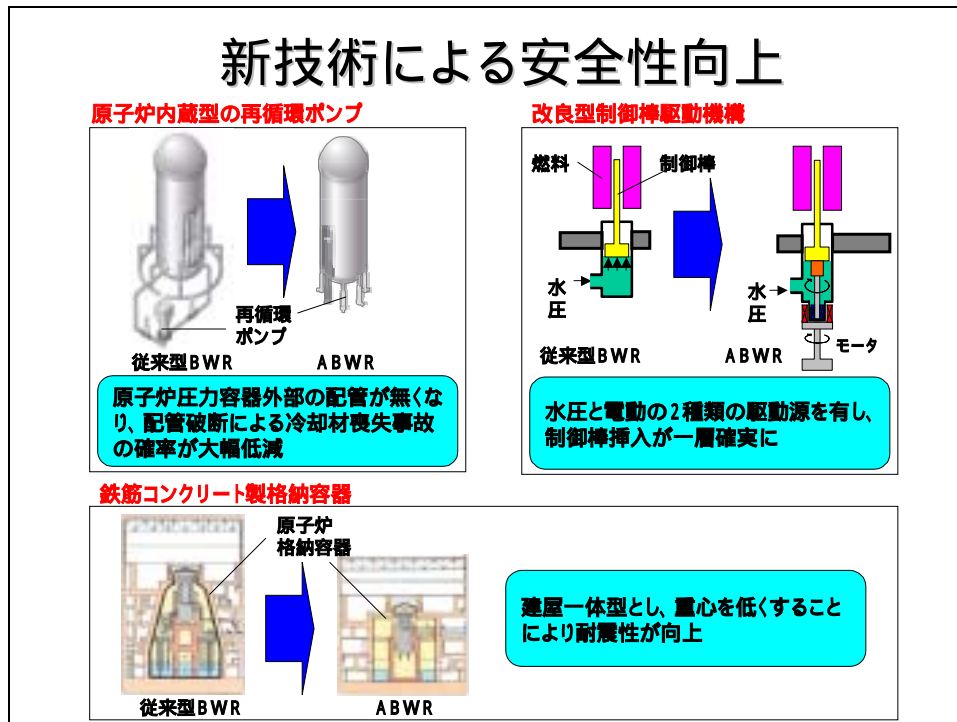 新技術による安全性向上
原子炉内蔵型の再循環ポンプ
再循環
ポンプ
従来型BWR
ABWR
原子炉圧力容器外部の配管が無くな
り、配管破断による冷却材喪失事故
の確率が大幅低減
改良型制御棒駆動機構
燃料
制御棒
水
圧
水
圧
モータ
従来型BWR
ABWR
水圧と電動の2種類の駆動源を有し、
制御棒挿入が一層確実に
鉄筋コンクリート製格納容器
原子炉
格納容器
従来型BWR
ABWR
建屋一体型とし、重心を低くすること
により耐震性が向上